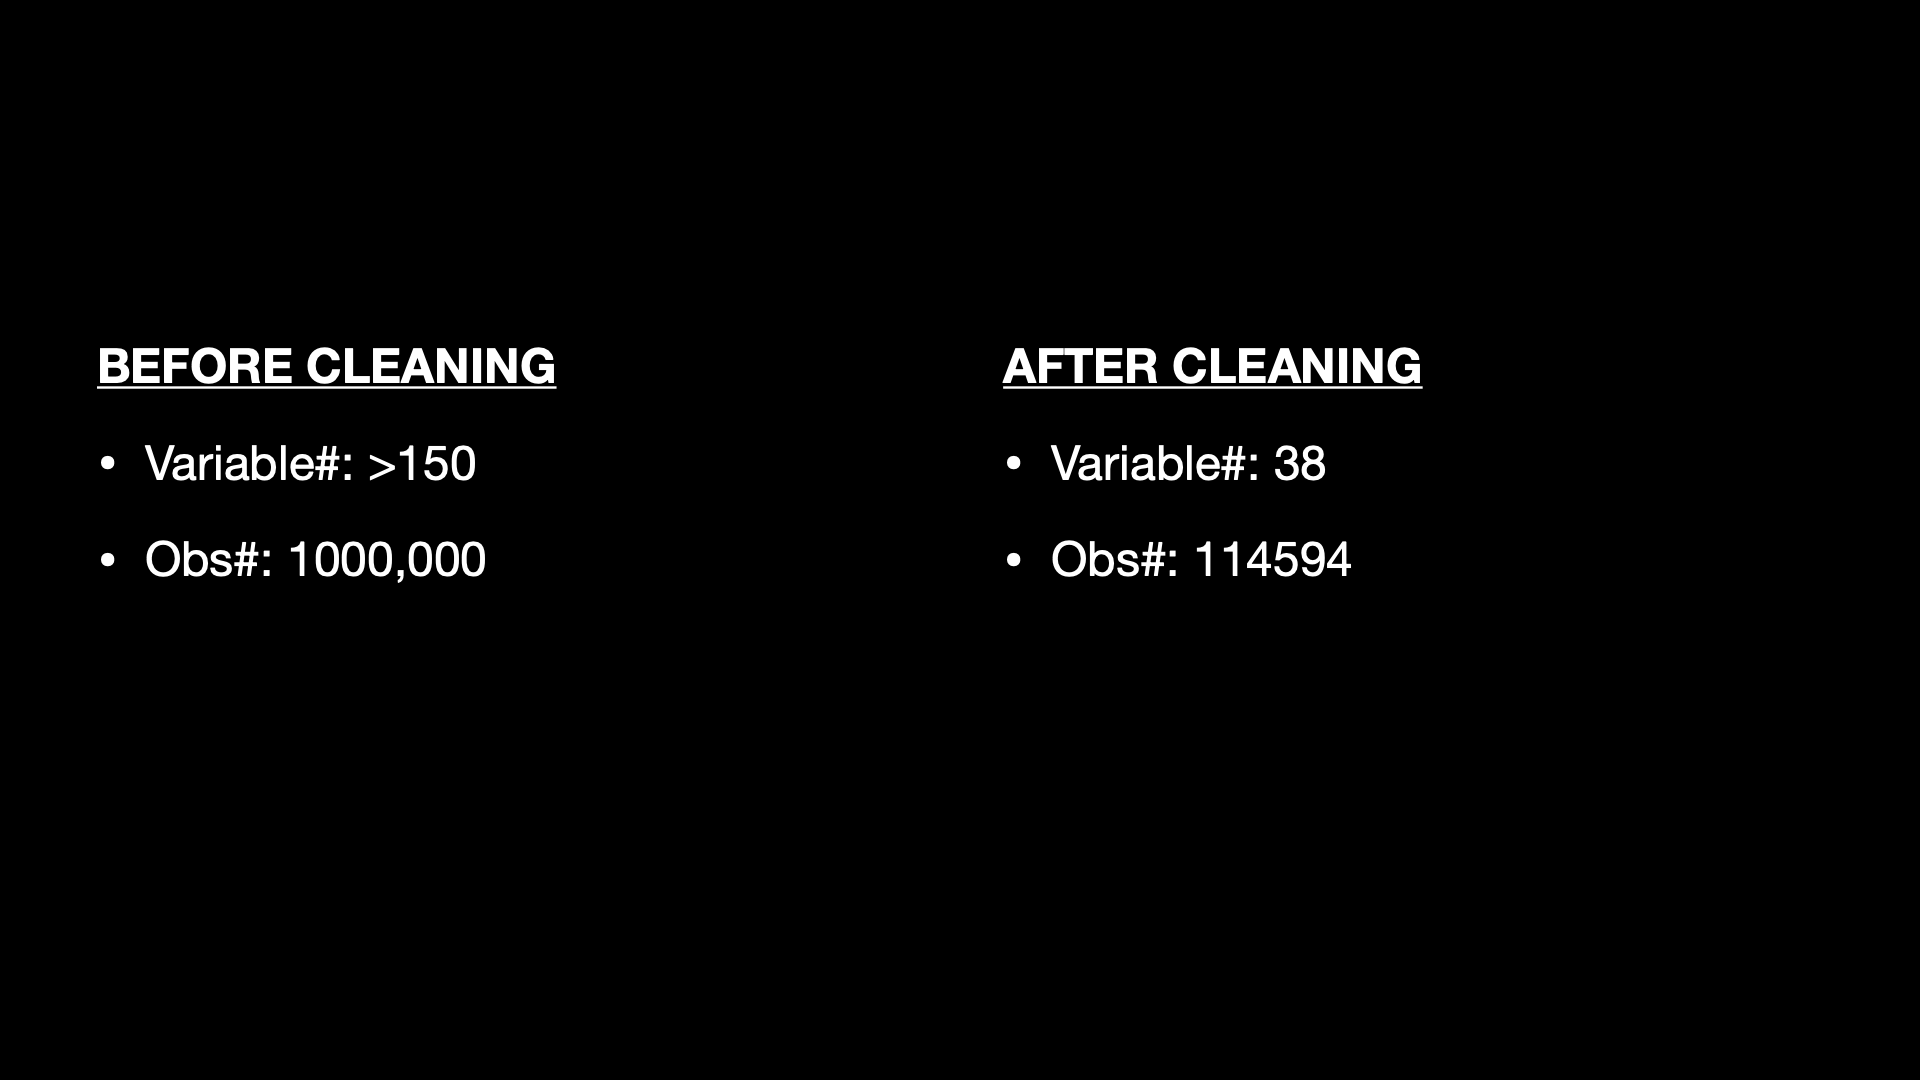 BEFORE CLEANING
• Variable#: >150
• Obs#: 1000,000
AFTER CLEANING
• Variable#: 38
• Obs#: 114594